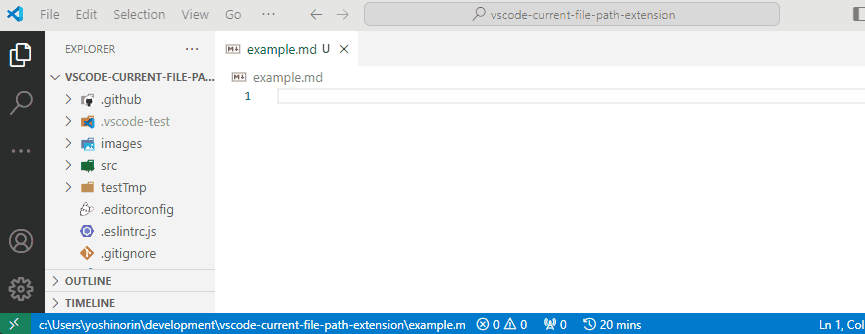 File Edit Selection View Go ···
vscode-current-file-path-extension
EXPLORER ···
VSCODE-CURRENT-FILE-PA...
.github
.vscode-test
images
src
testTmp
.editorconfig
.eslintrc.js
.gitignore
OUTLINE
TIMELINE
example.md U
example.md
1
c:\Users\yoshinorin\development\vscode-current-file-path-extension\example.m 0 0 0 20 mins Ln 1, Co